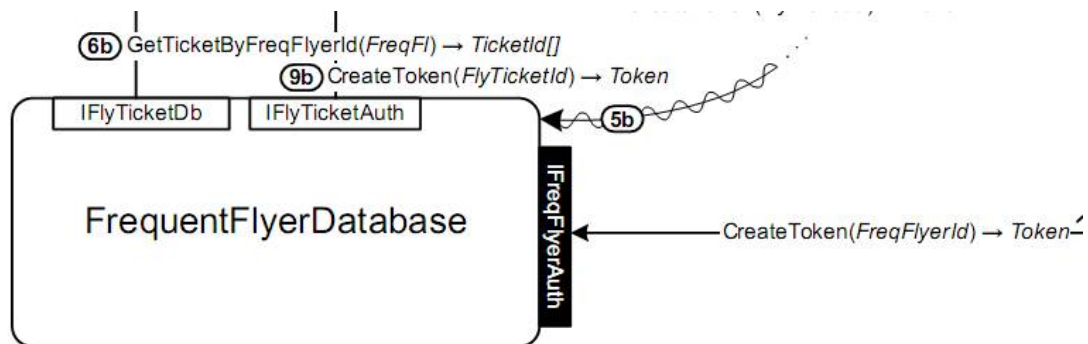 6b GetTicketByFreqFlyerId(FreqFl) → TicketId[]
9b CreateToken(FlyTicketId) → Token
IFlyTicketDb IFlyTicketAuth
5b
IFreqFlyerAuth
FrequentFlyerDatabase
CreateToken(FreqFlyerId) → Token